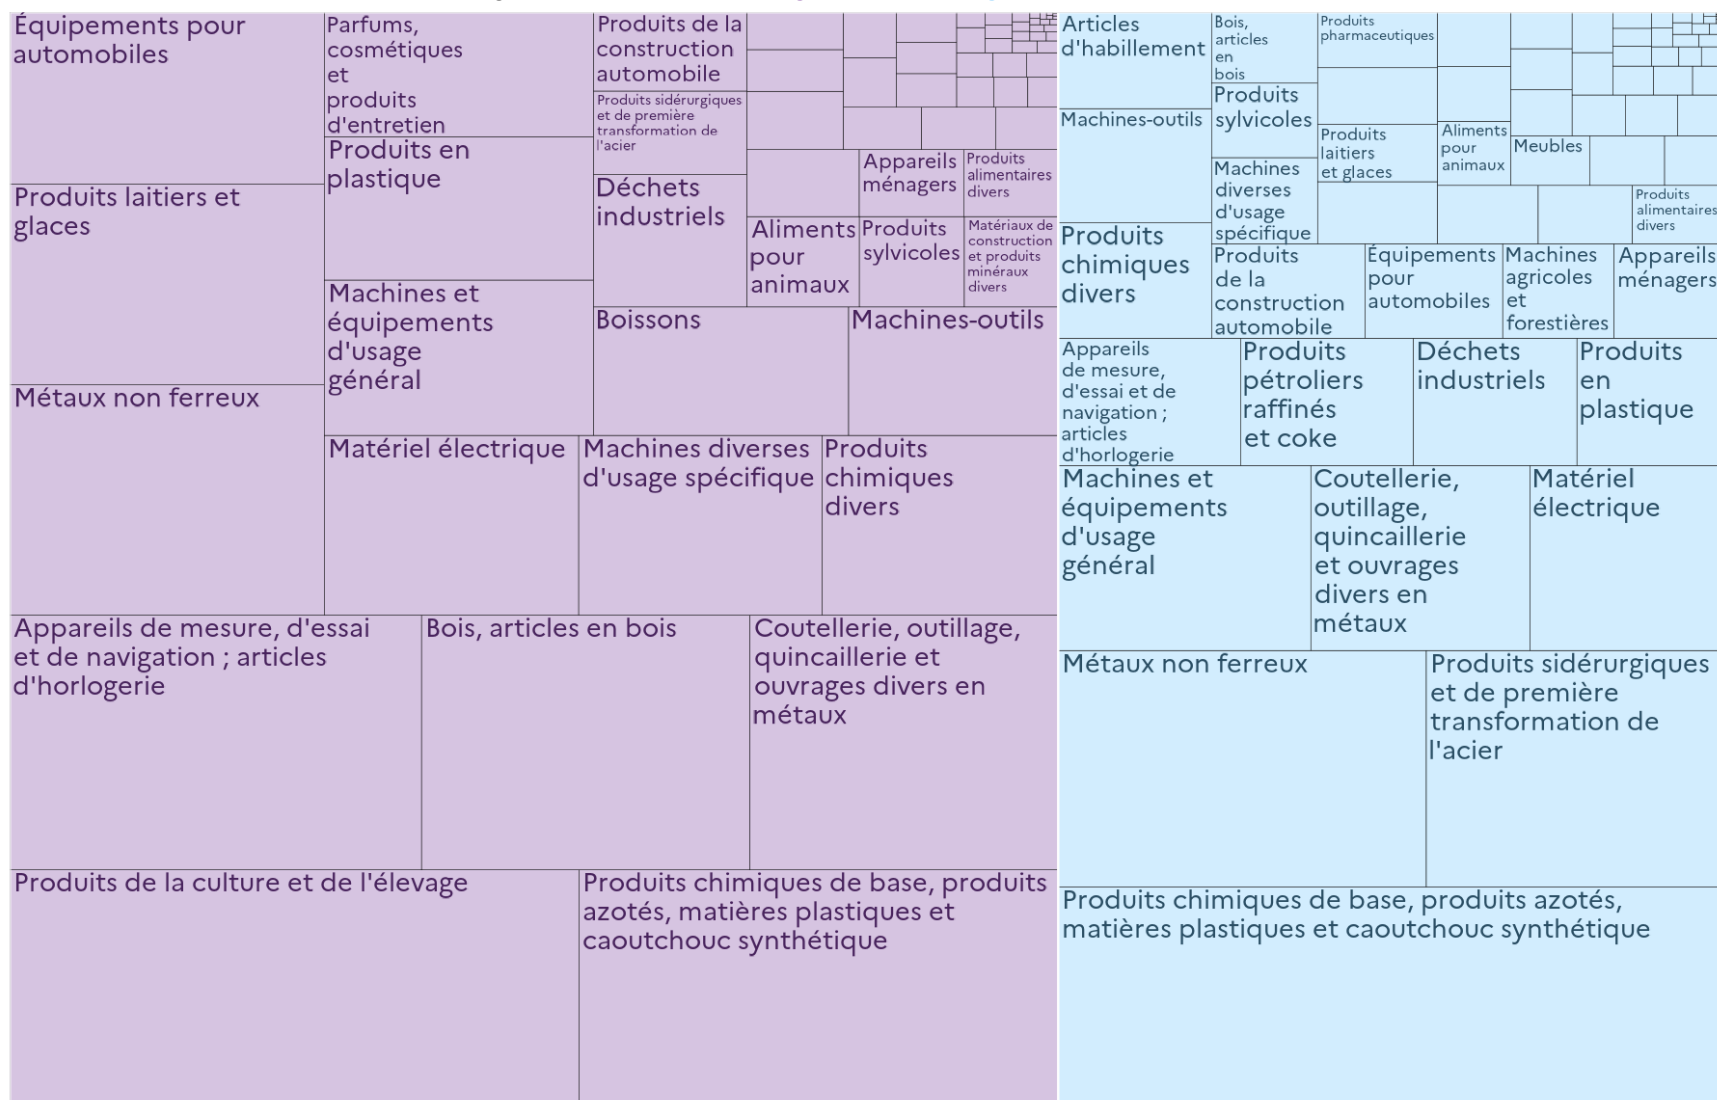 Équipements pour
automobiles
Produits laitiers et
glaces
Métaux non ferreux
Parfums,
cosmétiques
et
produits
d'entretien
Produits en
plastique
Machines et
équipements
d'usage
général
Produits de la
construction
automobile
Produits sidérurgiques
et de première
transformation de
l'acier
Déchets
industriels
Appareils
ménagers
Produits
alimentaires
divers
Aliments
pour
animaux
Produits
sylvicoles
Matériaux de
construction
et produits
minéraux
divers
Boissons
Machines-outils
Matériel électrique
Machines diverses
d'usage spécifique
Produits
chimiques
divers
Appareils de mesure, d'essai
et de navigation ; articles
d'horlogerie
Bois, articles en bois
Coutellerie, outillage,
quincaillerie et
ouvrages divers en
métaux
Produits de la culture et de l'élevage
Produits chimiques de base, produits
azotés, matières plastiques et
caoutchouc synthétique
Articles
d'habillement
Machines-outils
Produits
chimiques
divers
Bois,
articles
en
bois
Produits
sylvicoles
Machines
diverses
d'usage
spécifique
Produits
pharmaceutiques
Produits
laitiers
et glaces
Aliments
pour
animaux
Meubles
Produits
alimentaires
divers
Produits
de la
construction
automobile
Équipements
pour
automobiles
Machines
agricoles
et
forestières
Appareils
ménagers
Appareils
de mesure,
d'essai et de
navigation ;
articles
d'horlogerie
Produits
pétroliers
raffinés
et coke
Déchets
industriels
Produits
en
plastique
Machines et
équipements
d'usage
général
Coutellerie,
outillage,
quincaillerie
et ouvrages
divers en
métaux
Matériel
électrique
Métaux non ferreux
Produits sidérurgiques
et de première
transformation de
l'acier
Produits chimiques de base, produits azotés,
matières plastiques et caoutchouc synthétique